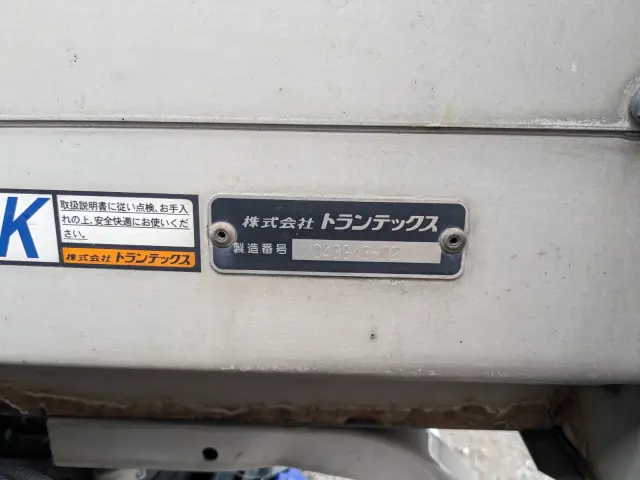 K
取扱説明書に従い点検、お手入
れの上、安全快適にお使いくだ
さい。
株式会社 トランテックス
株式会社 トランテックス
製造番号